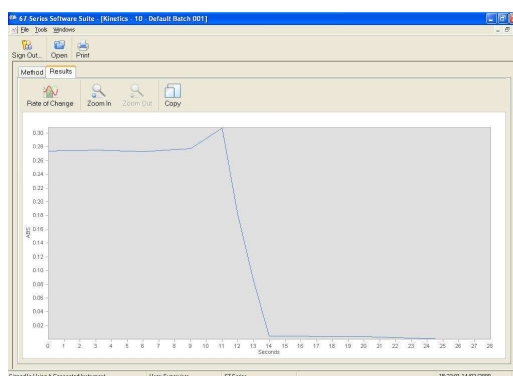 67 Series Software Suite - [Kinetics - 10 - Default Batch 001]
File Tools Windows
Sign Out... Open Print
Method Results
Rate of Change Zoom In Zoom Out Copy
0.30
0.28
0.26
0.24
0.22
0.20
0.18
0.16
0.14
0.12
0.10
0.08
0.06
0.04
0.02
ABS
0 1 2 3 4 5 6 7 8 9 10 11 12 13 14 15 16 17 18 19 20 21 22 23 24 25 26 27 28
Seconds
67 Series